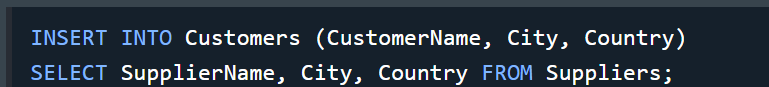 INSERT INTO Customers (CustomerName, City, Country)
SELECT SupplierName, City, Country FROM Suppliers;